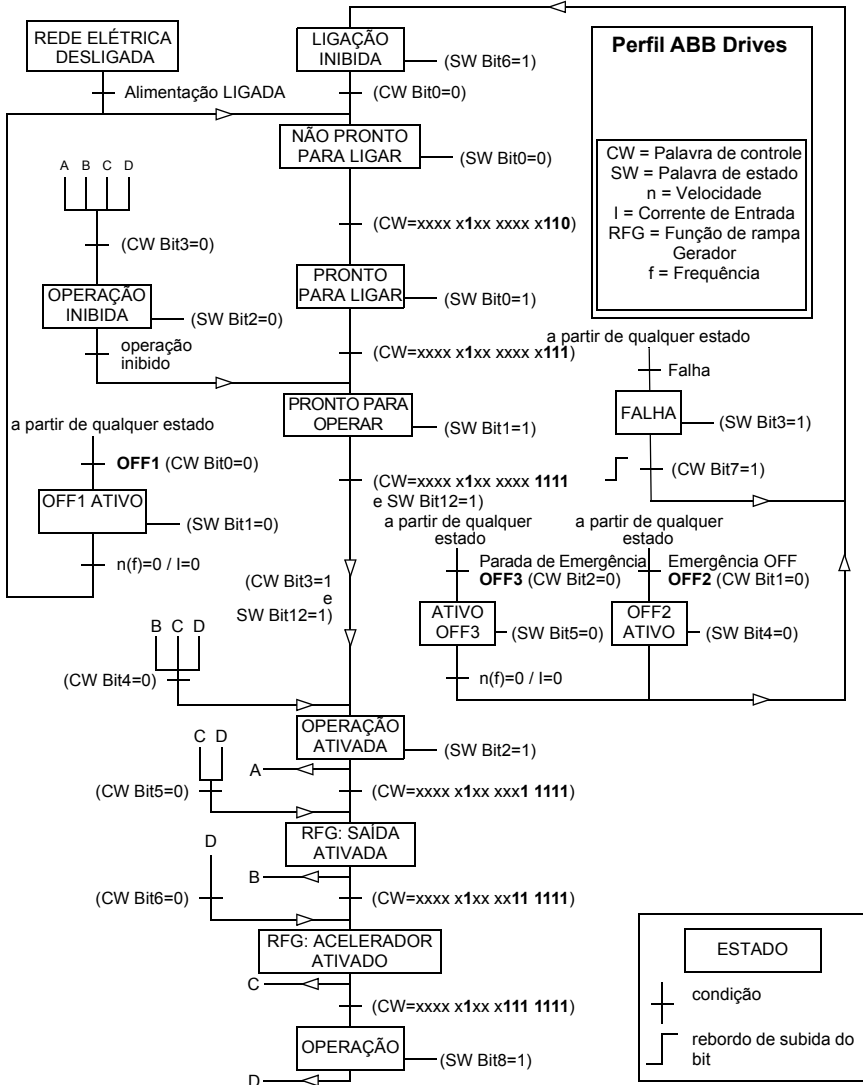 REDE ELÉTRICA
DESLIGADA
LIGAÇÃO
INIBIDA
(SW Bit6=1)
Perfil ABB Drives
Alimentação LIGADA
(CW Bit0=0)
NÃO PRONTO
PARA LIGAR
(SW Bit0=0)
CW = Palavra de controle
SW = Palavra de estado
n = Velocidade
I = Corrente de Entrada
RFG = Função de rampa
Gerador
f = Frequência
A B C D
(CW Bit3=0)
(CW=xxxx x1xx xxxx x110)
PRONTO
PARA LIGAR
(SW Bit0=1)
OPERAÇÃO
INIBIDA
(SW Bit2=0)
operação
inibido
(CW=xxxx x1xx xxxx x111)
a partir de qualquer estado
Falha
FALHA
(SW Bit3=1)
(CW Bit7=1)
PRONTO PARA
OPERAR
(SW Bit1=1)
a partir de qualquer estado
OFF1 (CW Bit0=0)
OFF1 ATIVO
(SW Bit1=0)
n(f)=0 / I=0
(CW=xxxx x1xx xxxx 1111
e SW Bit12=1)
a partir de qualquer
estado
a partir de qualquer
estado
Parada de Emergência
OFF3 (CW Bit2=0)
Emergência OFF
OFF2 (CW Bit1=0)
(CW Bit3=1
e
SW Bit12=1)
ATIVO
OFF3
(SW Bit5=0)
OFF2
ATIVO
(SW Bit4=0)
n(f)=0 / I=0
B C D
(CW Bit4=0)
OPERAÇÃO
ATIVADA
(SW Bit2=1)
C D
A
(CW Bit5=0)
(CW=xxxx x1xx xxx1 1111)
RFG: SAÍDA
ATIVADA
D
B
(CW Bit6=0)
(CW=xxxx x1xx xx11 1111)
RFG: ACELERADOR
ATIVADO
C
(CW=xxxx x1xx x111 1111)
OPERAÇÃO
(SW Bit8=1)
D
ESTADO
condição
rebordo de subida do
bit